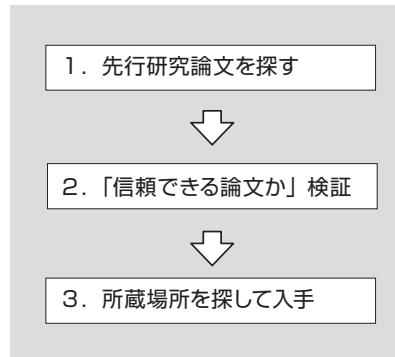 １．先行研究論文を探す
２．「信頼できる論文か」検証
３．所蔵場所を探して入手